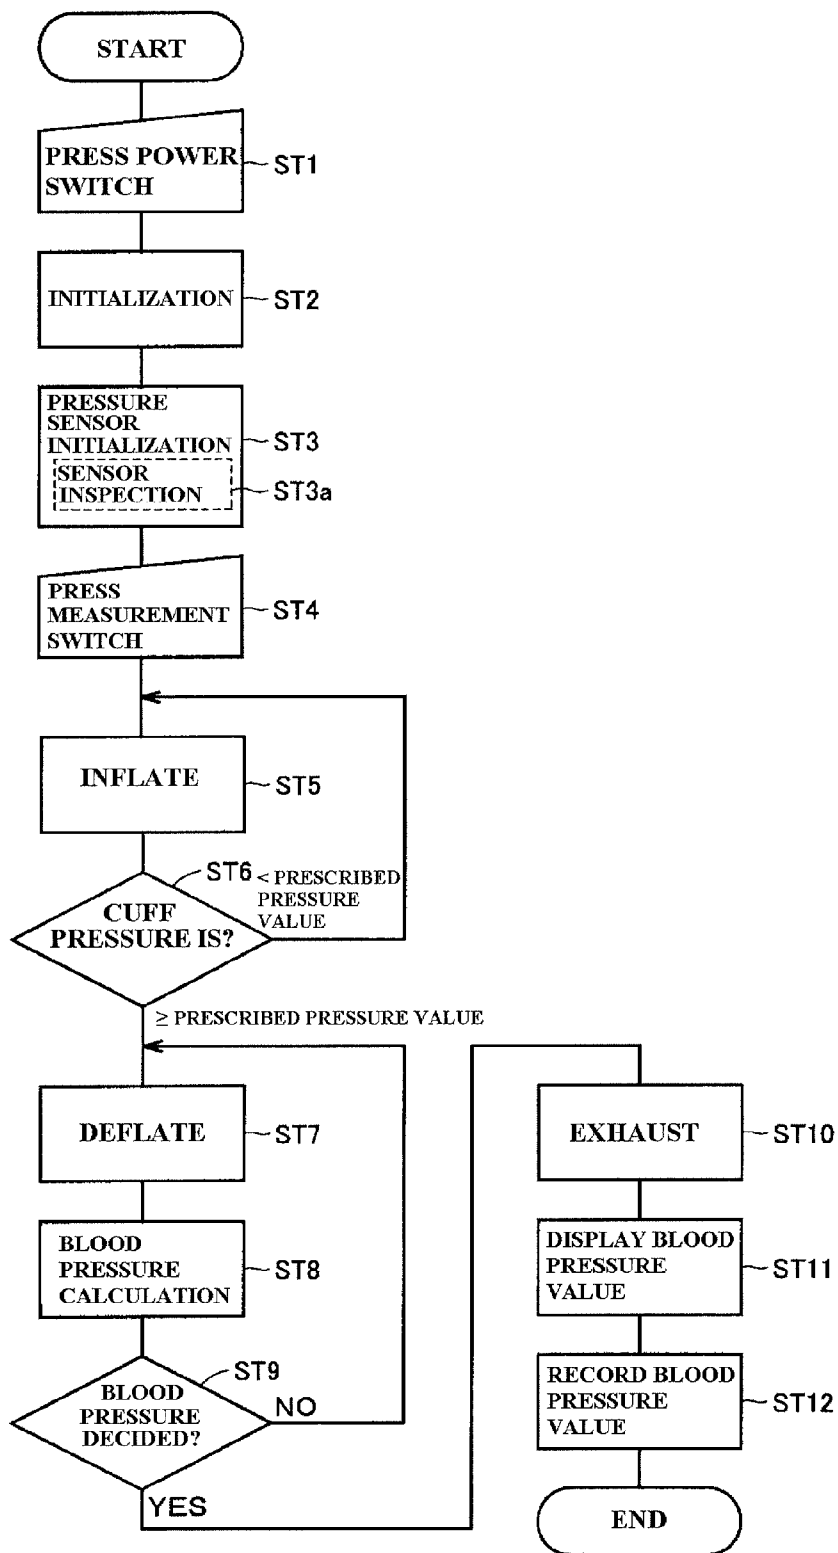 START
PRESS POWER
SWITCH
ST1
INITIALIZATION
ST2
PRESSURE
SENSOR
INITIALIZATION
ST3
SENSOR
INSPECTION
ST3a
PRESS
MEASUREMENT
SWITCH
ST4
INFLATE
ST5
ST6
< PRESCRIBED
PRESSURE
VALUE
CUFF
PRESSURE IS?
≥ PRESCRIBED PRESSURE VALUE
DEFLATE
ST7
BLOOD
PRESSURE
CALCULATION
ST8
ST9
BLOOD
PRESSURE
DECIDED?
NO
YES
EXHAUST
ST10
DISPLAY BLOOD
PRESSURE
VALUE
ST11
RECORD BLOOD
PRESSURE
VALUE
ST12
END